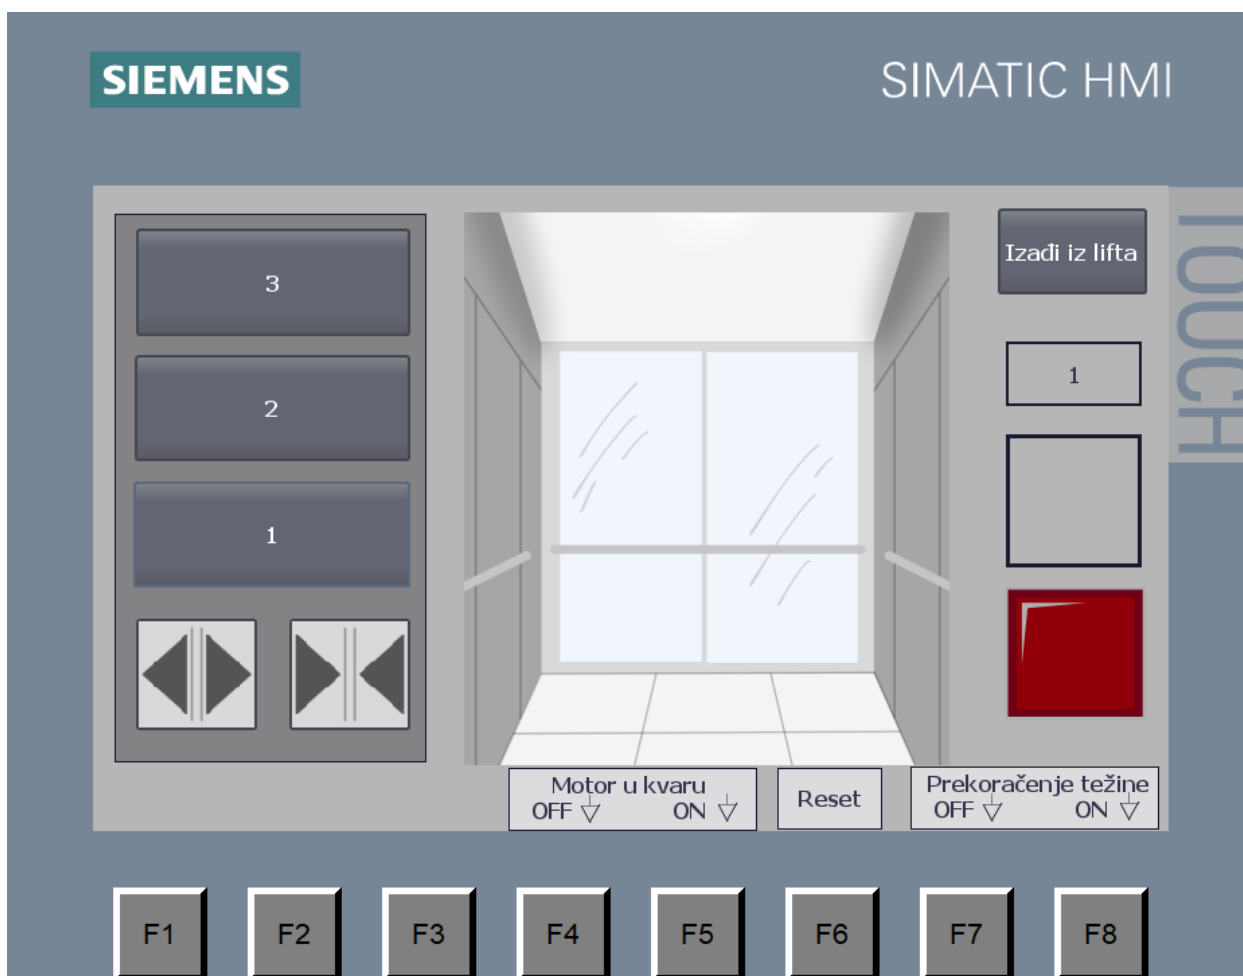 SIEMENS
SIMATIC HMI
TOUCH
3
2
1
Izađi iz lifta
1
Motor u kvaru
OFF ON
Reset
Prekoračenje težine
OFF ON
F1 F2 F3 F4 F5 F6 F7 F8